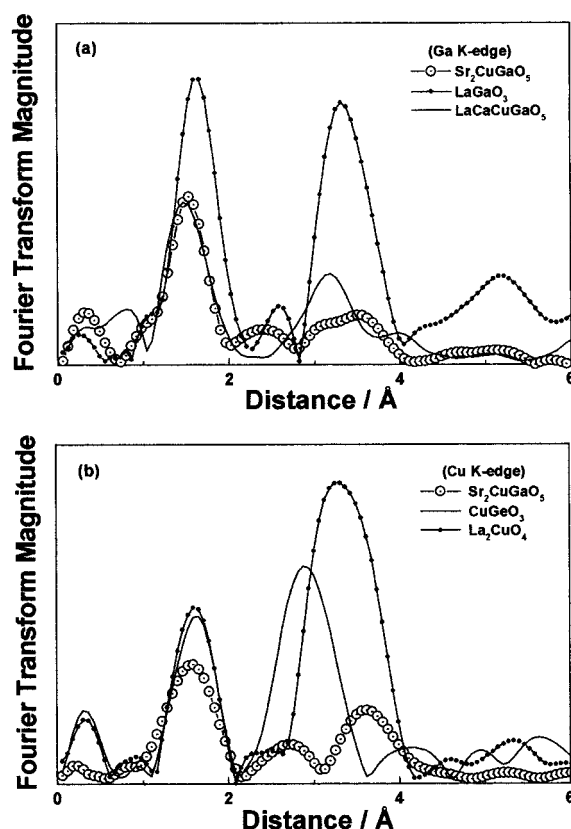 (a)
(Ga K-edge)
Sr₂CuGaO₅
LaGaO₃
LaCaCuGaO₅
Fourier Transform Magnitude
0 2 4 6
Distance / Å
(b)
(Cu K-edge)
Sr₂CuGaO₅
CuGeO₃
La₂CuO₄
Fourier Transform Magnitude
0 2 4 6
Distance / Å